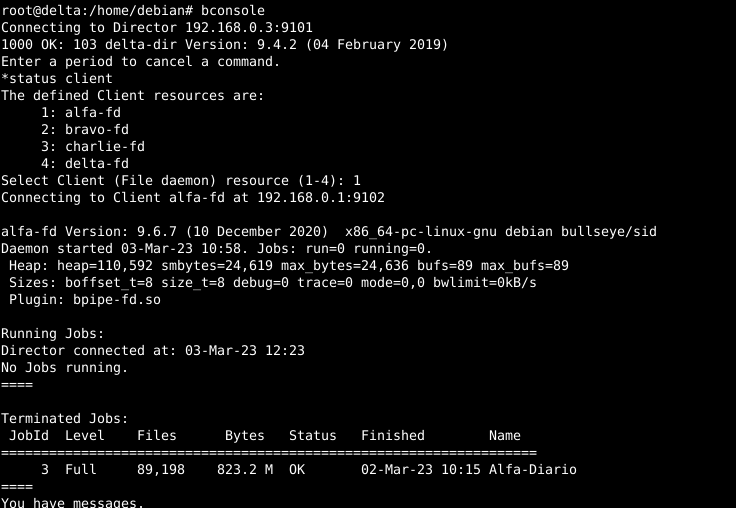 root@delta:/home/debian# bconsole
Connecting to Director 192.168.0.3:9101
1000 OK: 103 delta-dir Version: 9.4.2 (04 February 2019)
Enter a period to cancel a command.
*status client
The defined Client resources are:
     1: alfa-fd
     2: bravo-fd
     3: charlie-fd
     4: delta-fd
Select Client (File daemon) resource (1-4): 1
Connecting to Client alfa-fd at 192.168.0.1:9102

alfa-fd Version: 9.6.7 (10 December 2020)  x86_64-pc-linux-gnu debian bullseye/sid
Daemon started 03-Mar-23 10:58. Jobs: run=0 running=0.
 Heap: heap=110,592 smbytes=24,619 max_bytes=24,636 bufs=89 max_bufs=89
 Sizes: boffset_t=8 size_t=8 debug=0 trace=0 mode=0,0 bwlimit=0kB/s
 Plugin: bpipe-fd.so

Running Jobs:
Director connected at: 03-Mar-23 12:23
No Jobs running.
====

Terminated Jobs:
 JobId  Level    Files      Bytes   Status   Finished        Name
===================================================================
     3  Full     89,198    823.2 M  OK       02-Mar-23 10:15 Alfa-Diario
====
You have messages.